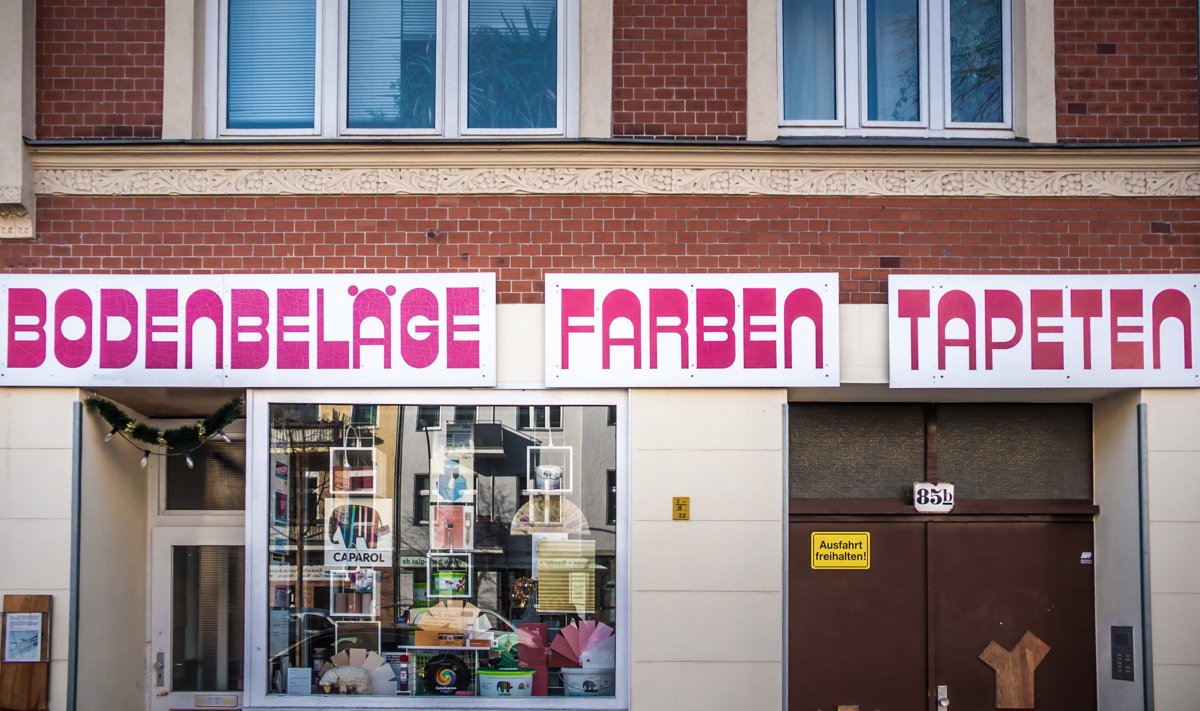 BODENBELÄGE FARBEN TAPETEN
85b
Ausfahrt
freihalten!
CAPAROL